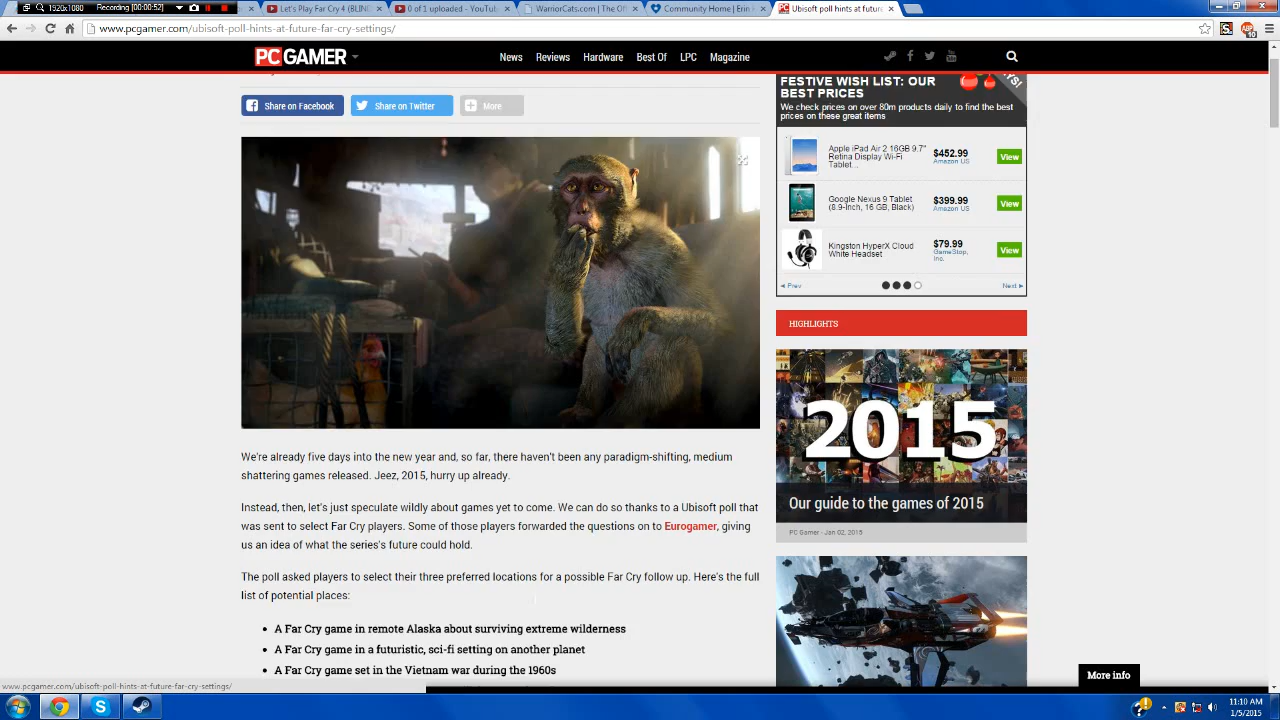 1920x1080 Recording [00:00:52]
Let's Play Far Cry 4 (BLIND
0 of 1 uploaded - YouTube
WarriorCats.com | The Offi
Community Home | Erin H
Ubisoft poll hints at future
www.pcgamer.com/ubisoft-poll-hints-at-future-far-cry-settings/
PC GAMER News Reviews Hardware Best Of LPC Magazine
Share on Facebook Share on Twitter More
FESTIVE WISH LIST: OUR
BEST PRICES
We check prices on over 80m products daily to find the best
prices on these great items
Apple iPad Air 2 16GB 9.7"
Retina Display Wi-Fi
Tablet...
$452.99
Amazon US
View
Google Nexus 9 Tablet
(8.9-Inch, 16 GB, Black)
$399.99
Amazon US
View
Kingston HyperX Cloud
White Headset
$79.99
GameStop,
Inc.
View
Prev Next
HIGHLIGHTS
2015
Our guide to the games of 2015
PC Gamer - Jan 02, 2015
We're already five days into the new year and, so far, there haven't been any paradigm-shifting, medium
shattering games released. Jeez, 2015, hurry up already.
Instead, then, let's just speculate wildly about games yet to come. We can do so thanks to a Ubisoft poll that
was sent to select Far Cry players. Some of those players forwarded the questions on to Eurogamer, giving
us an idea of what the series's future could hold.
The poll asked players to select their three preferred locations for a possible Far Cry follow up. Here's the full
list of potential places:
• A Far Cry game in remote Alaska about surviving extreme wilderness
• A Far Cry game in a futuristic, sci-fi setting on another planet
• A Far Cry game set in the Vietnam war during the 1960s
More info
www.pcgamer.com/ubisoft-poll-hints-at-future-far-cry-settings/
11:10 AM
1/5/2015